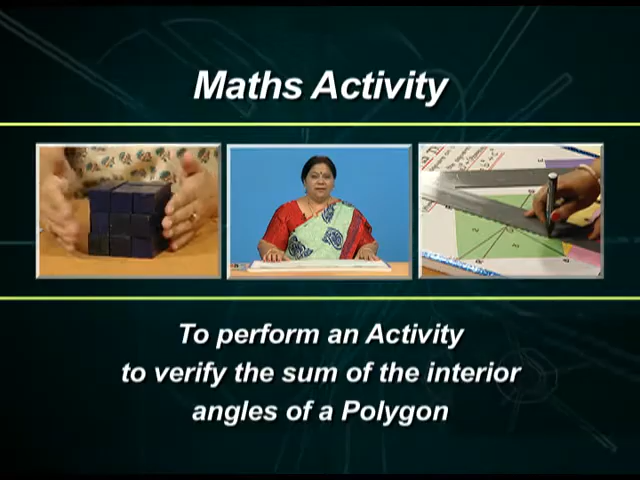 Maths Activity
To perform an Activity
to verify the sum of the interior
angles of a Polygon